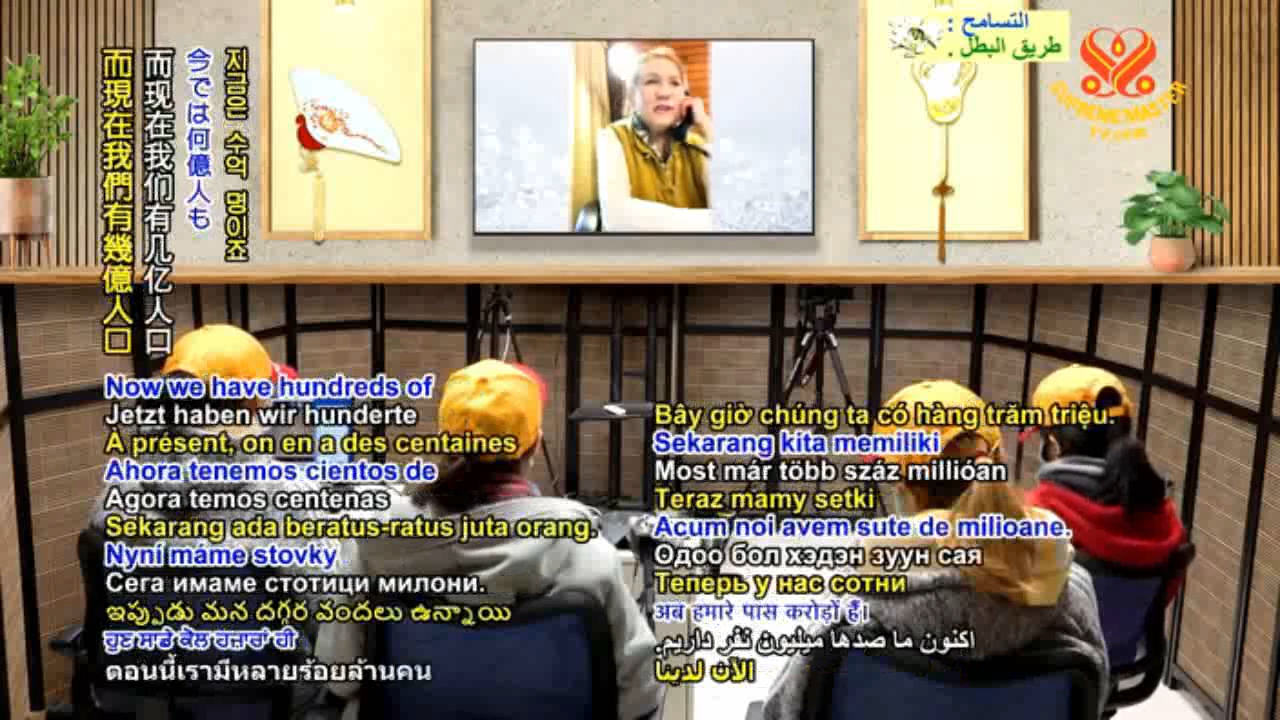 التسامح :
طريق البطل .
SUPREME MASTER
TV.COM
而現在我們有幾億人口
而现在我们有几亿人口
今では何億人も
지금은 수억 명이죠
Now we have hundreds of
Jetzt haben wir hunderte
À présent, on en a des centaines
Ahora tenemos cientos de
Agora temos centenas
Sekarang ada beratus-ratus juta orang.
Nyní máme stovky
Сега имаме стотици милони.
ఇప్పుడు మన దగ్గర వందలు ఉన్నాయి
ਹੁਣ ਸਾਡੇ ਕੋਲ ਹਜ਼ਾਰਾਂ ਹੀ
ตอนนี้เรามีหลายร้อยล้านคน
Bây giờ chúng ta có hàng trăm triệu.
Sekarang kita memiliki
Most már több száz millióan
Teraz mamy setki
Acum noi avem sute de milioane.
Одоо бол хэдэн зуун сая
Теперь у нас сотни
अब हमारे पास करोड़ों हैं।
اکنون ما صدها میلیون نفر داریم.
الآن لدينا